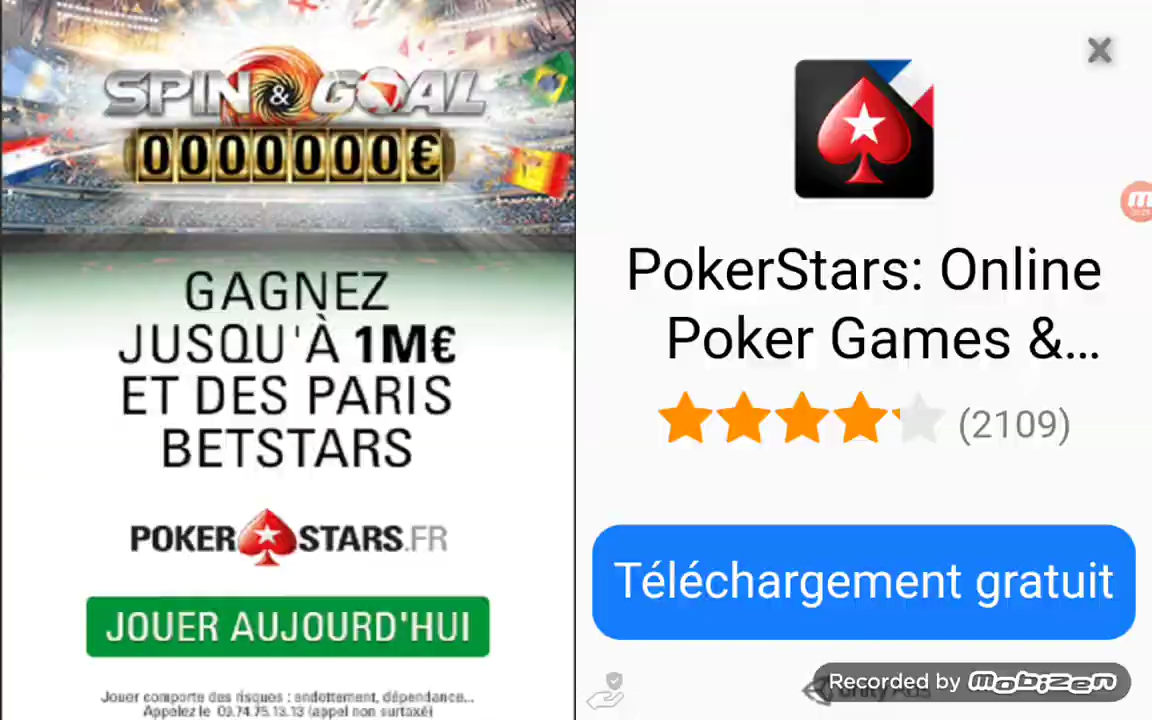 SPIN & GOAL
0000000€
GAGNEZ
JUSQU'À 1M€
ET DES PARIS
BETSTARS
POKER STARS.FR
JOUER AUJOURD'HUI
Jouer comporte des risques : endettement, dépendance...
Appelez le 09.74.75.13.13 (appel non surtaxé)
PokerStars: Online
Poker Games &...
(2109)
Téléchargement gratuit
Recorded by mobizen